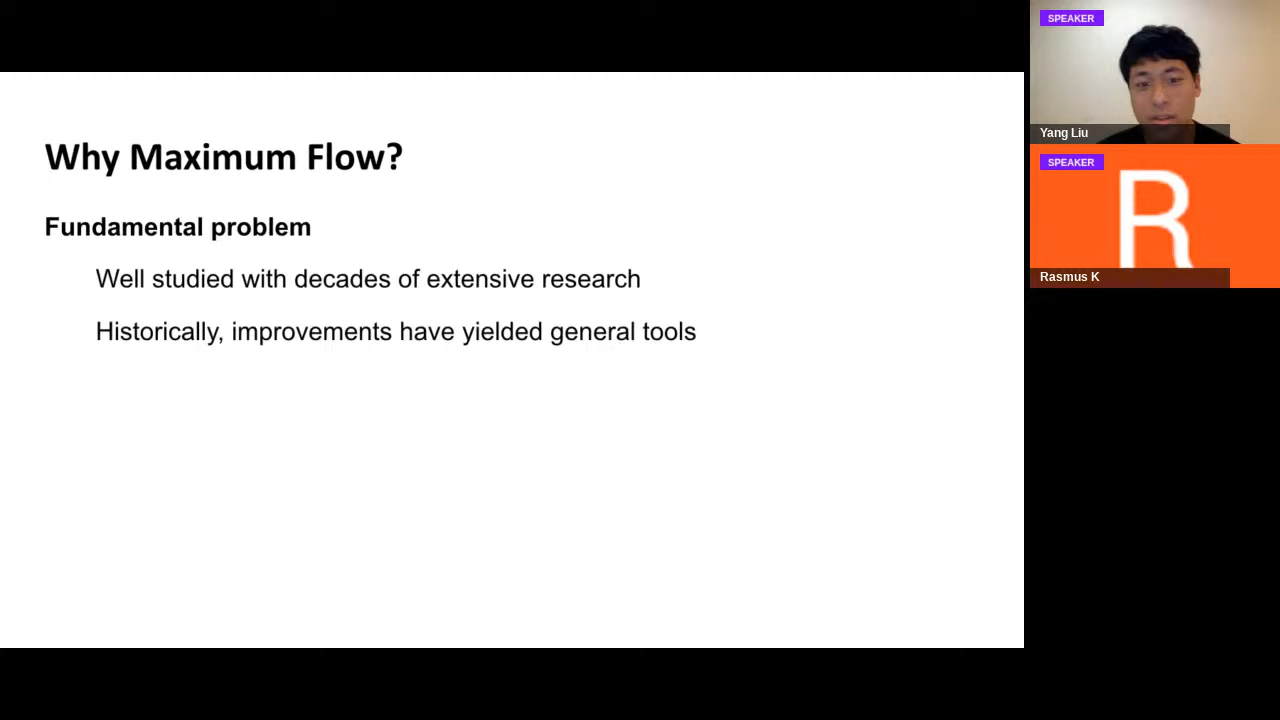 Why Maximum Flow?
Fundamental problem
Well studied with decades of extensive research
Historically, improvements have yielded general tools
SPEAKER
Yang Liu
SPEAKER
R
Rasmus K